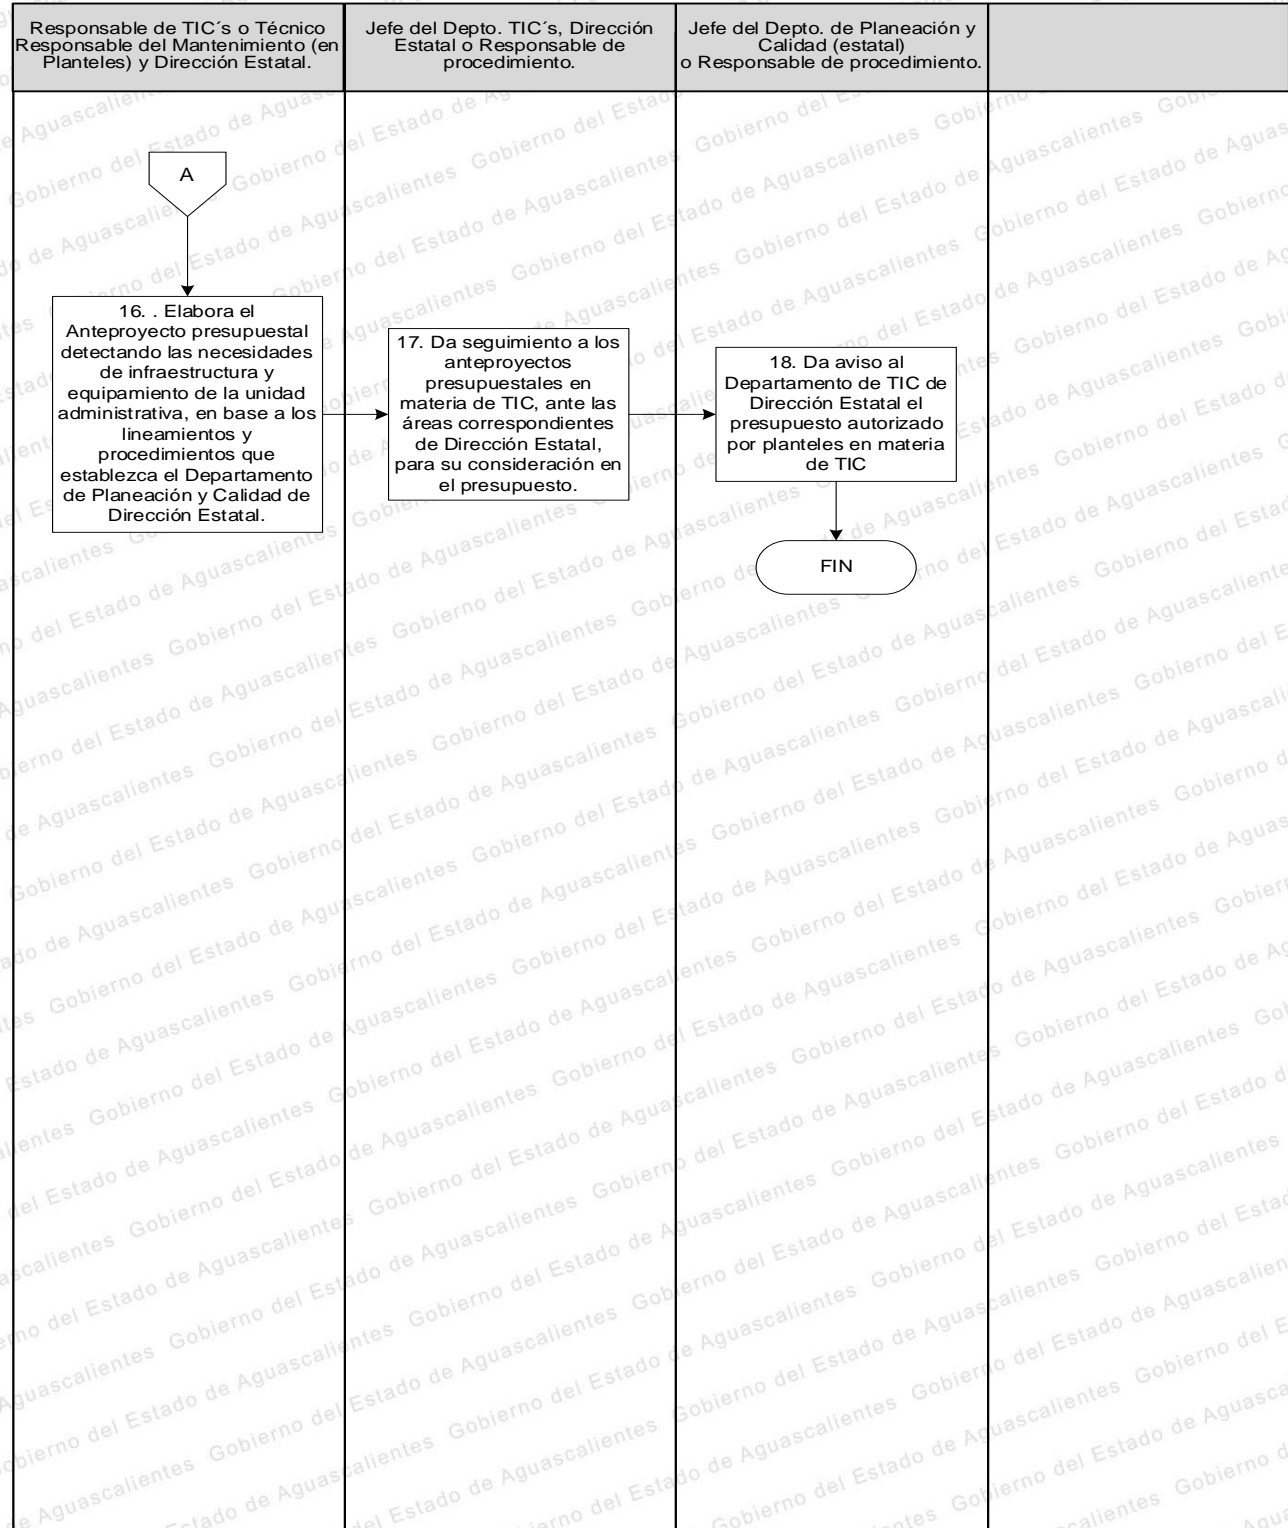 Responsable de TIC´s o Técnico
Responsable del Mantenimiento (en
Planteles) y Dirección Estatal.
Jefe del Depto. TIC´s, Dirección
Estatal o Responsable de
procedimiento.
Jefe del Depto. de Planeación y
Calidad (estatal)
o Responsable de procedimiento.
A
16. . Elabora el
Anteproyecto presupuestal
detectando las necesidades
de infraestructura y
equipamiento de la unidad
administrativa, en base a los
lineamientos y
procedimientos que
establezca el Departamento
de Planeación y Calidad de
Dirección Estatal.
17. Da seguimiento a los
anteproyectos
presupuestales en
materia de TIC, ante las
áreas correspondientes
de Dirección Estatal,
para su consideración en
el presupuesto.
18. Da aviso al
Departamento de TIC de
Dirección Estatal el
presupuesto autorizado
por planteles en materia
de TIC
FIN
Gobierno del Estado de Aguascalientes